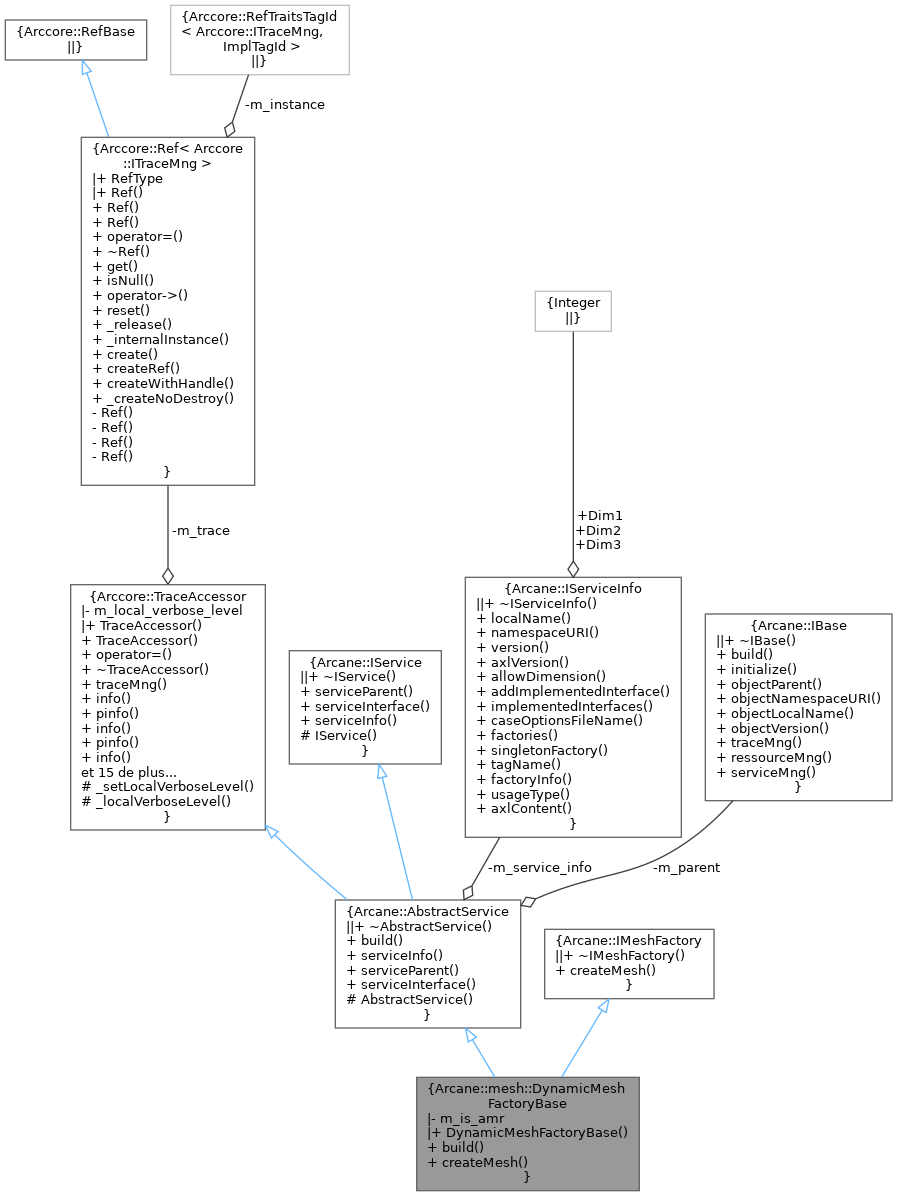 {Arccore::RefBase
||}
{Arccore::RefTraitsTagId
< Arccore::ITraceMng,
ImplTagId >
||}
-m_instance
{Arccore::Ref< Arccore
::ITraceMng >
|+ RefType
|+ Ref()
+ Ref()
+ Ref()
+ operator=()
+ ~Ref()
+ get()
+ isNull()
+ operator->()
+ reset()
+ _release()
+ _internalInstance()
+ create()
+ createRef()
+ createWithHandle()
+ _createNoDestroy()
- Ref()
- Ref()
- Ref()
- Ref()
}
{Integer
||}
-m_trace
+Dim1
+Dim2
+Dim3
{Arccore::TraceAccessor
|- m_local_verbose_level
|+ TraceAccessor()
+ TraceAccessor()
+ operator=()
+ ~TraceAccessor()
+ traceMng()
+ info()
+ pinfo()
+ info()
+ pinfo()
+ info()
et 15 de plus...
# _setLocalVerboseLevel()
# _localVerboseLevel()
}
{Arcane::IService
||+ ~IService()
+ serviceParent()
+ serviceInterface()
+ serviceInfo()
# IService()
}
{Arcane::IServiceInfo
||+ ~IServiceInfo()
+ localName()
+ namespaceURI()
+ version()
+ axlVersion()
+ allowDimension()
+ addImplementedInterface()
+ implementedInterfaces()
+ caseOptionsFileName()
+ factories()
+ singletonFactory()
+ tagName()
+ factoryInfo()
+ usageType()
+ axlContent()
}
{Arcane::IBase
||+ ~IBase()
+ build()
+ initialize()
+ objectParent()
+ objectNamespaceURI()
+ objectLocalName()
+ objectVersion()
+ traceMng()
+ ressourceMng()
+ serviceMng()
}
-m_service_info
-m_parent
{Arcane::AbstractService
||+ ~AbstractService()
+ build()
+ serviceInfo()
+ serviceParent()
+ serviceInterface()
# AbstractService()
}
{Arcane::IMeshFactory
||+ ~IMeshFactory()
+ createMesh()
}
{Arcane::mesh::DynamicMesh
FactoryBase
|- m_is_amr
|+ DynamicMeshFactoryBase()
+ build()
+ createMesh()
}